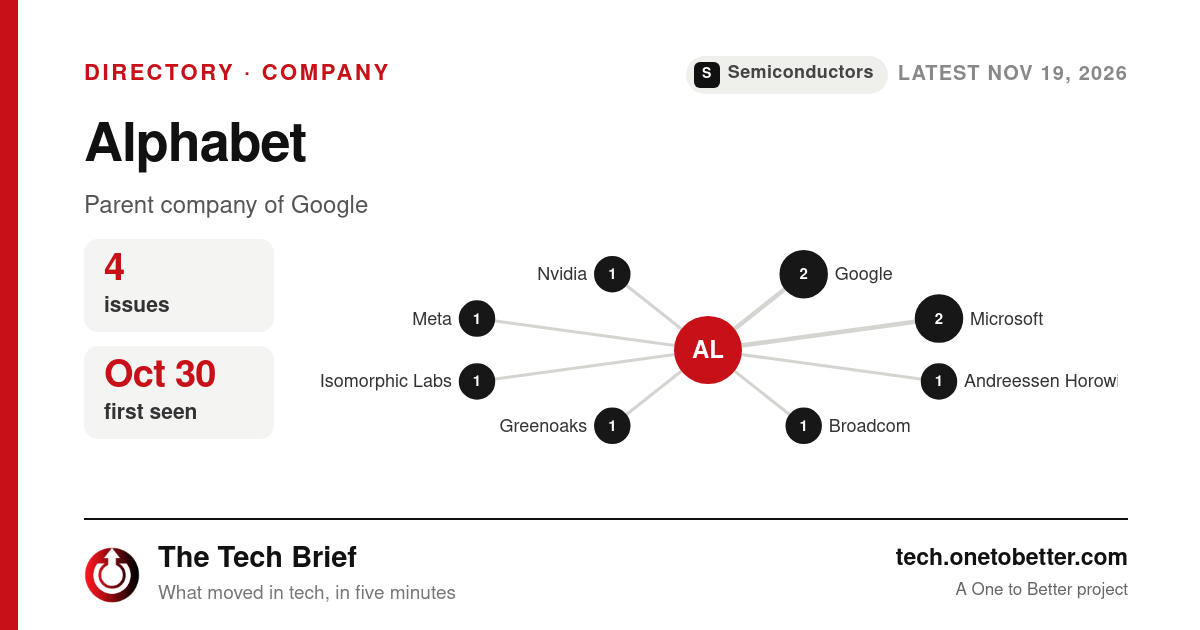 DIRECTORY · COMPANY
S Semiconductors LATEST NOV 19, 2026
Alphabet
Parent company of Google
4
issues
Oct 30
first seen
Nvidia 1
2 Google
Meta 1
2 Microsoft
AL
Isomorphic Labs 1
1 Andreessen Horowi
Greenoaks 1
1 Broadcom
The Tech Brief
What moved in tech, in five minutes
tech.onetobetter.com
A One to Better project